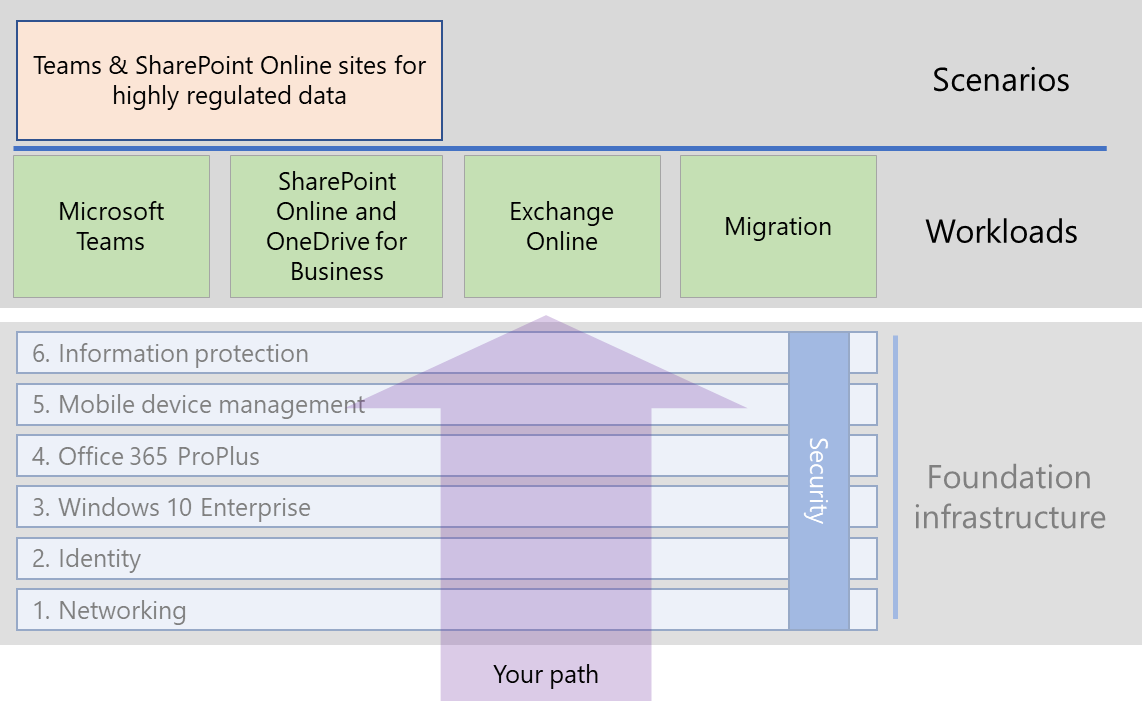 Teams & SharePoint Online sites for
highly regulated data
Scenarios
Microsoft
Teams
SharePoint
Online and
OneDrive for
Business
Exchange
Online
Migration
Workloads
6. Information protection
5. Mobile device management
4. Office 365 ProPlus
3. Windows 10 Enterprise
2. Identity
1. Networking
Security
Foundation
infrastructure
Your path